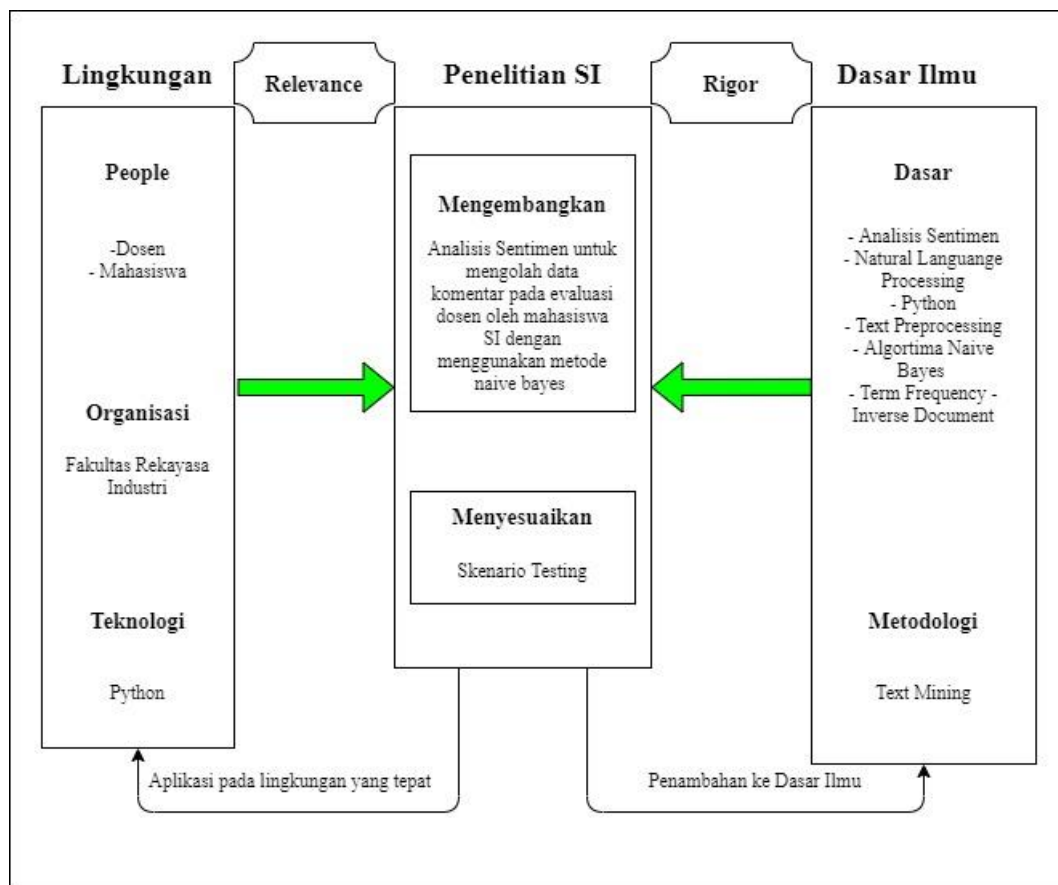 Lingkungan
Relevance
Penelitian SI
Rigor
Dasar Ilmu
People
-Dosen
- Mahasiswa
Organisasi
Fakultas Rekayasa
Industri
Teknologi
Python
Mengembangkan
Analisis Sentimen untuk
mengolah data
komentar pada evaluasi
dosen oleh mahasiswa
SI dengan
menggunakan metode
naive bayes
Menyesuaikan
Skenario Testing
Dasar
- Analisis Sentimen
- Natural Languange
Processing
- Python
- Text Preprocessing
- Algortima Naive
Bayes
- Term Frequency -
Inverse Document
Metodologi
Text Mining
Aplikasi pada lingkungan yang tepat
Penambahan ke Dasar Ilmu